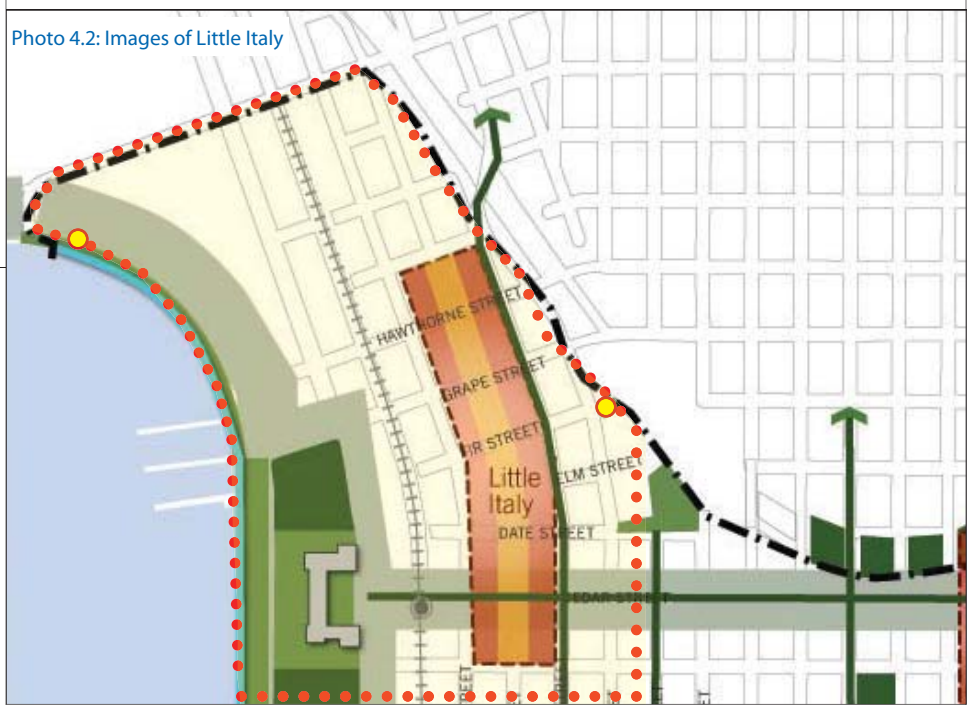 Photo 4.2: Images of Little Italy
HAWTHORNE STREET
GRAPE STREET
IR STREET
ELM STREET
Little
Italy
DATE STREET
CEDAR STREET
REET